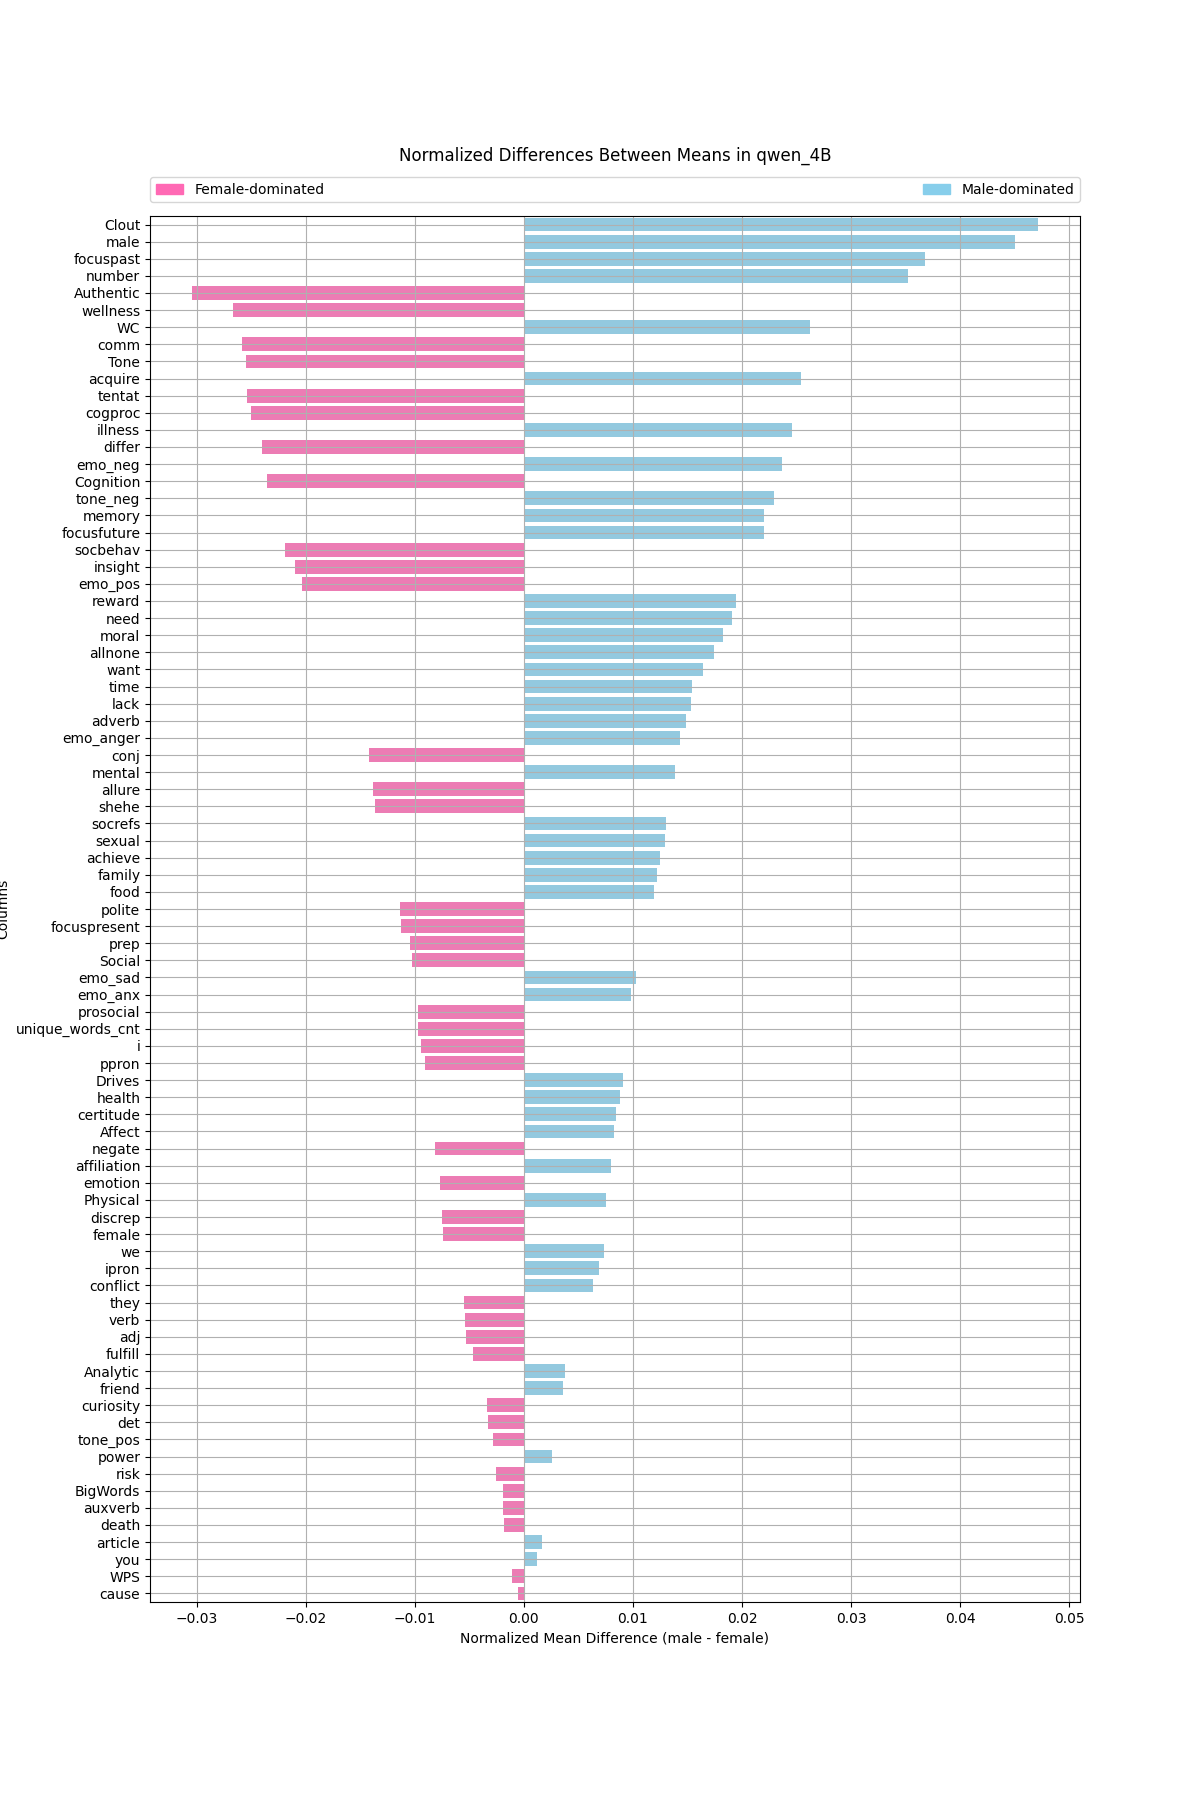 Normalized Differences Between Means in qwen_4B
Female-dominated Male-dominated
Clout
male
focuspast
number
Authentic
wellness
WC
comm
Tone
acquire
tentat
cogproc
illness
differ
emo_neg
Cognition
tone_neg
memory
focusfuture
socbehav
insight
emo_pos
reward
need
moral
allnone
want
time
lack
adverb
emo_anger
conj
mental
allure
shehe
socrefs
sexual
achieve
family
food
polite
focuspresent
prep
Social
emo_sad
emo_anx
prosocial
unique_words_cnt
i
ppron
Drives
health
certitude
Affect
negate
affiliation
emotion
Physical
discrep
female
we
ipron
conflict
they
verb
adj
fulfill
Analytic
friend
curiosity
det
tone_pos
power
risk
BigWords
auxverb
death
article
you
WPS
cause
Columns
−0.03 −0.02 −0.01 0.00 0.01 0.02 0.03 0.04 0.05
Normalized Mean Difference (male - female)